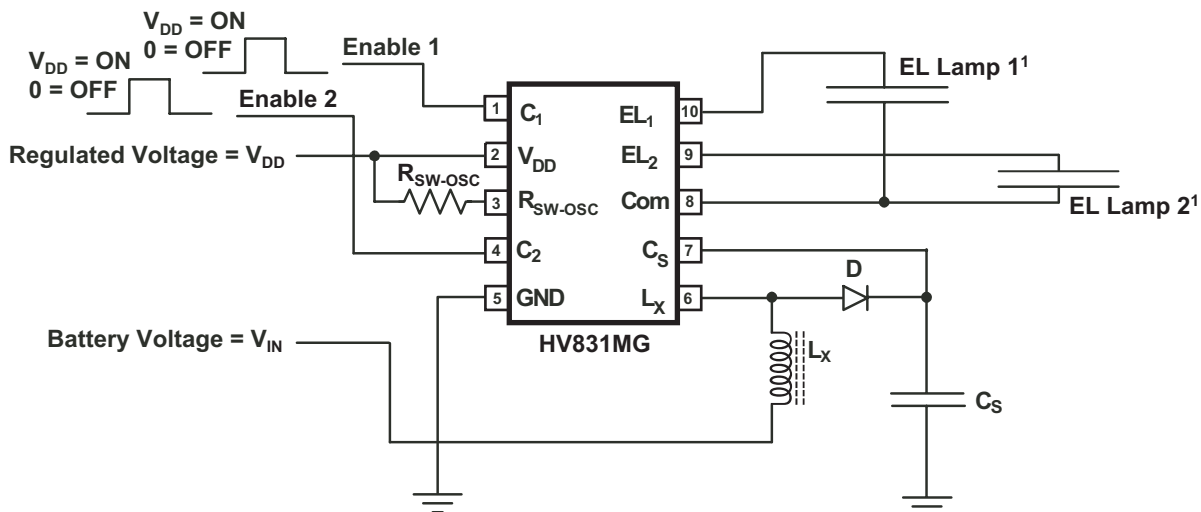 V_DD = ON
0 = OFF
V_DD = ON
0 = OFF
Enable 1
Enable 2
Regulated Voltage = V_DD
R_SW-OSC
Battery Voltage = V_IN
1 C_1
2 V_DD
3 R_SW-OSC
4 C_2
5 GND
EL_1 10
EL_2 9
Com 8
C_S 7
L_X 6
HV831MG
EL Lamp 1¹
EL Lamp 2¹
D
L_X
C_S